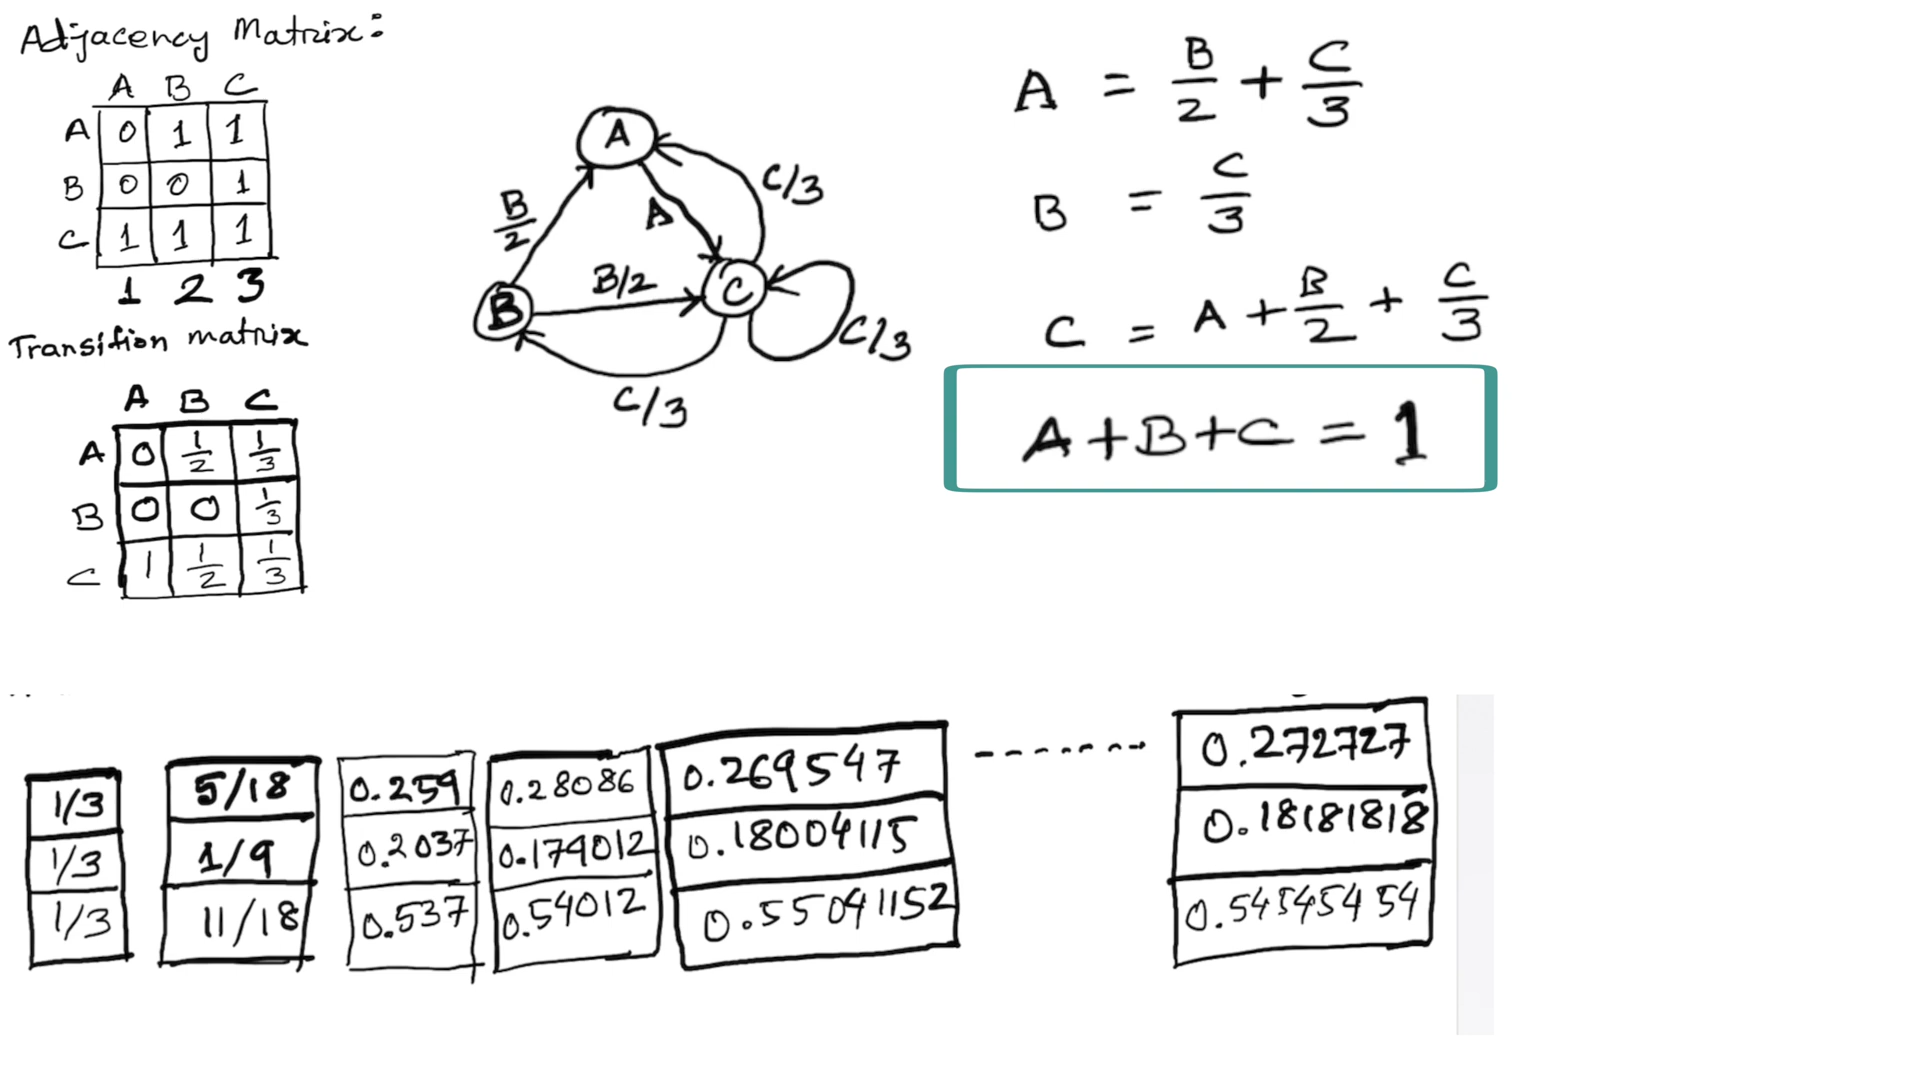 Adjacency Matrix:
A B C
A 0 1 1
B 0 0 1
C 1 1 1
1 2 3
Transition matrix
A B C
A 0 1/2 1/3
B 0 0 1/3
C 1 1/2 1/3
A
B/2
A
C/3
B
B/2
C
C/3
C/3
A = B/2 + C/3
B = C/3
C = A + B/2 + C/3
A+B+C = 1
1/3 5/18 0.259 0.28086 0.269547 -------- 0.272727
1/3 1/9 0.2037 0.179012 0.18004115 0.18181818
1/3 11/18 0.537 0.54012 0.55041152 0.545454 54